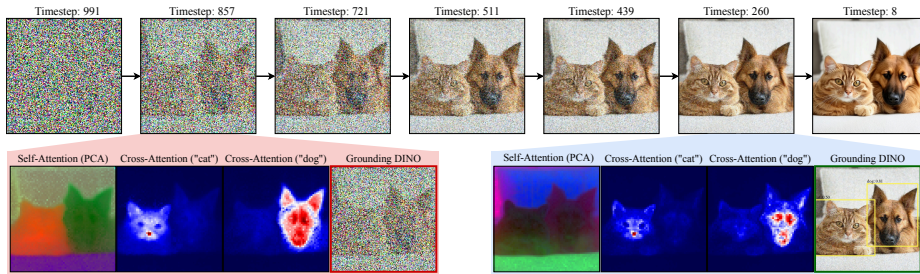 Timestep: 991 Timestep: 857 Timestep: 721 Timestep: 511 Timestep: 439 Timestep: 260 Timestep: 8
Self-Attention (PCA) Cross-Attention ("cat") Cross-Attention ("dog") Grounding DINO Self-Attention (PCA) Cross-Attention ("cat") Cross-Attention ("dog") Grounding DINO